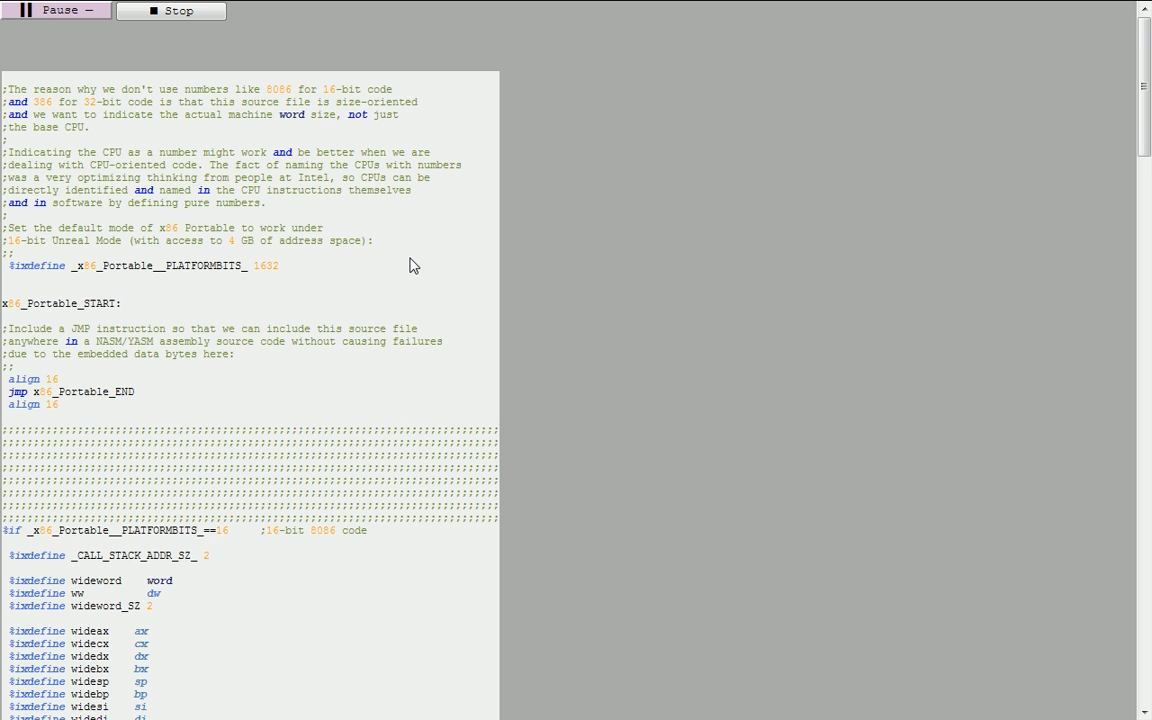 Pause —
Stop
;The reason why we don't use numbers like 8086 for 16-bit code
;and 386 for 32-bit code is that this source file is size-oriented
;and we want to indicate the actual machine word size, not just
;the base CPU.
;
;Indicating the CPU as a number might work and be better when we are
;dealing with CPU-oriented code. The fact of naming the CPUs with numbers
;was a very optimizing thinking from people at Intel, so CPUs can be
;directly identified and named in the CPU instructions themselves
;and in software by defining pure numbers.
;
;Set the default mode of x86 Portable to work under
;16-bit Unreal Mode (with access to 4 GB of address space):
;;
%ixdefine _x86_Portable__PLATFORMBITS_ 1632
x86_Portable_START:
;Include a JMP instruction so that we can include this source file
;anywhere in a NASM/YASM assembly source code without causing failures
;due to the embedded data bytes here:
;;
align 16
jmp x86_Portable_END
align 16
;;;;;;;;;;;;;;;;;;;;;;;;;;;;;;;;;;;;;;;;;;;;;;;;;;;;;;;;;;;;;;;;;;;;;;;;;;;;;;;
;;;;;;;;;;;;;;;;;;;;;;;;;;;;;;;;;;;;;;;;;;;;;;;;;;;;;;;;;;;;;;;;;;;;;;;;;;;;;;;
;;;;;;;;;;;;;;;;;;;;;;;;;;;;;;;;;;;;;;;;;;;;;;;;;;;;;;;;;;;;;;;;;;;;;;;;;;;;;;;
;;;;;;;;;;;;;;;;;;;;;;;;;;;;;;;;;;;;;;;;;;;;;;;;;;;;;;;;;;;;;;;;;;;;;;;;;;;;;;;
;;;;;;;;;;;;;;;;;;;;;;;;;;;;;;;;;;;;;;;;;;;;;;;;;;;;;;;;;;;;;;;;;;;;;;;;;;;;;;;
;;;;;;;;;;;;;;;;;;;;;;;;;;;;;;;;;;;;;;;;;;;;;;;;;;;;;;;;;;;;;;;;;;;;;;;;;;;;;;;
;;;;;;;;;;;;;;;;;;;;;;;;;;;;;;;;;;;;;;;;;;;;;;;;;;;;;;;;;;;;;;;;;;;;;;;;;;;;;;;
;;;;;;;;;;;;;;;;;;;;;;;;;;;;;;;;;;;;;;;;;;;;;;;;;;;;;;;;;;;;;;;;;;;;;;;;;;;;;;;
%if _x86_Portable__PLATFORMBITS_==16     ;16-bit 8086 code
%ixdefine _CALL_STACK_ADDR_SZ_ 2
%ixdefine wideword    word
%ixdefine ww          dw
%ixdefine wideword_SZ 2
%ixdefine wideax    ax
%ixdefine widecx    cx
%ixdefine widedx    dx
%ixdefine widebx    bx
%ixdefine widesp    sp
%ixdefine widebp    bp
%ixdefine widesi    si
%ixdefine widedi    di